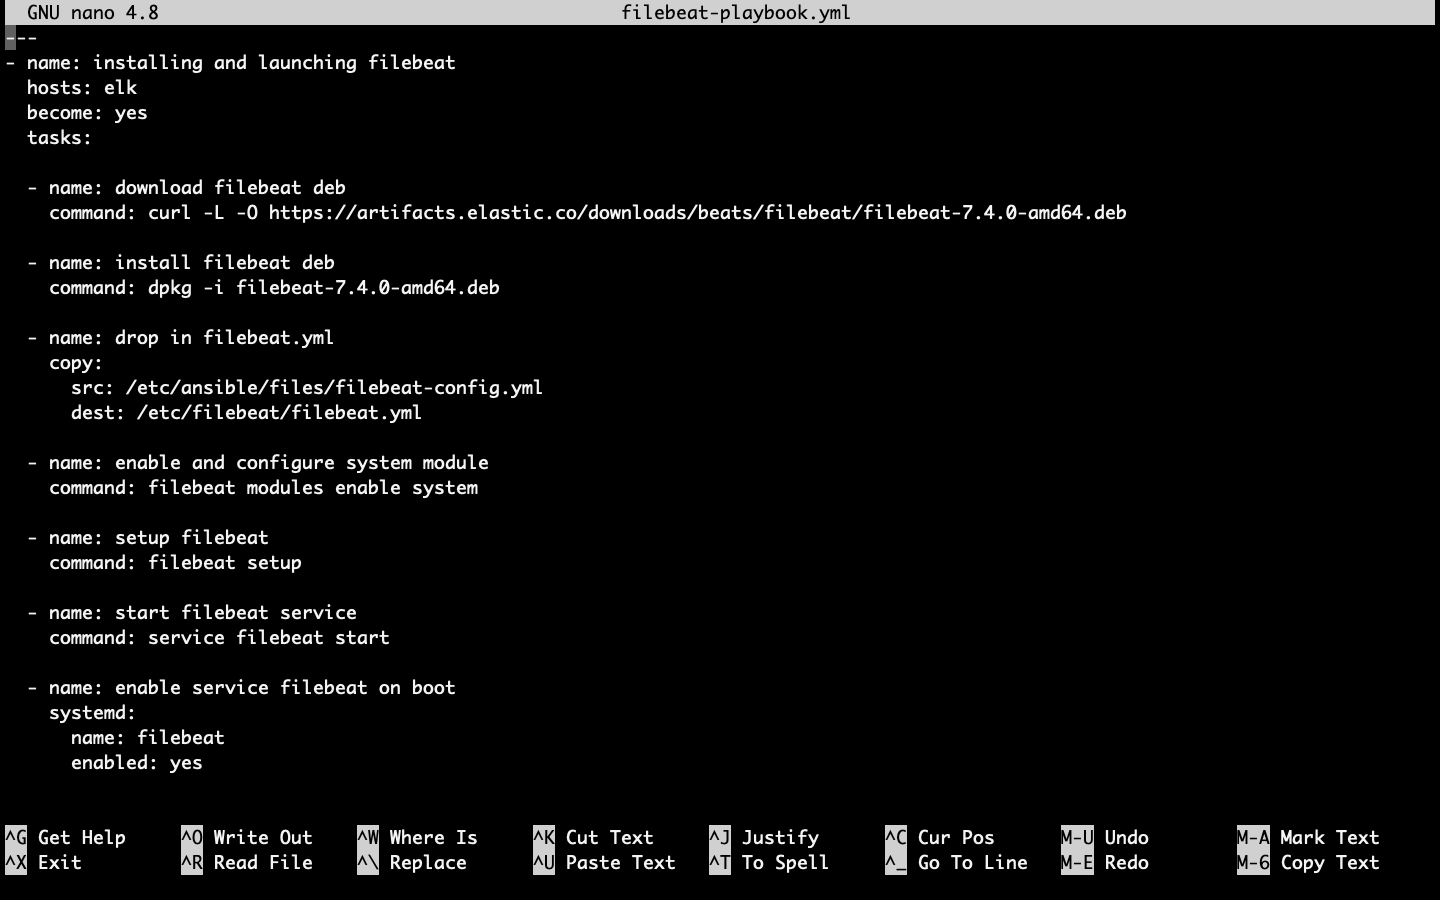 GNU nano 4.8 filebeat-playbook.yml
---
- name: installing and launching filebeat
  hosts: elk
  become: yes
  tasks:

  - name: download filebeat deb
    command: curl -L -O https://artifacts.elastic.co/downloads/beats/filebeat/filebeat-7.4.0-amd64.deb

  - name: install filebeat deb
    command: dpkg -i filebeat-7.4.0-amd64.deb

  - name: drop in filebeat.yml
    copy:
      src: /etc/ansible/files/filebeat-config.yml
      dest: /etc/filebeat/filebeat.yml

  - name: enable and configure system module
    command: filebeat modules enable system

  - name: setup filebeat
    command: filebeat setup

  - name: start filebeat service
    command: service filebeat start

  - name: enable service filebeat on boot
    systemd:
      name: filebeat
      enabled: yes

^G Get Help ^O Write Out ^W Where Is ^K Cut Text ^J Justify ^C Cur Pos M-U Undo M-A Mark Text
^X Exit ^R Read File ^\ Replace ^U Paste Text ^T To Spell ^_ Go To Line M-E Redo M-6 Copy Text